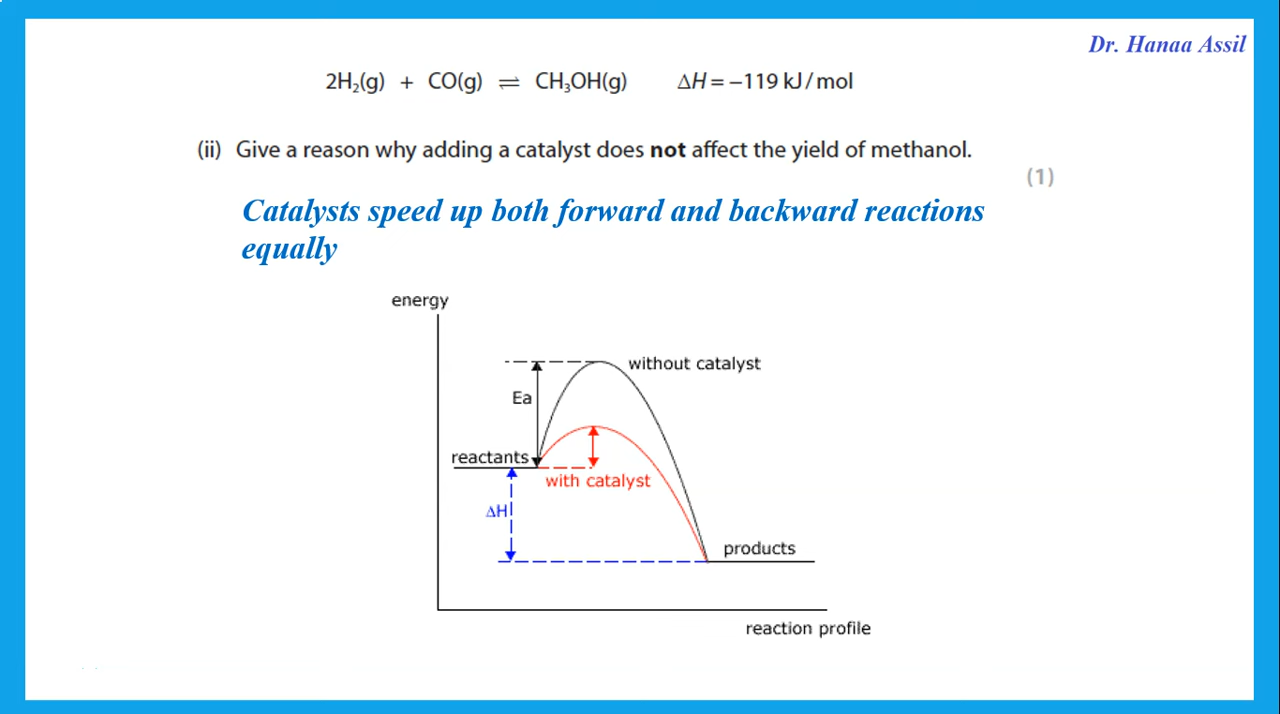 Dr. Hanaa Assil
2H₂(g) + CO(g) ⇌ CH₃OH(g) ΔH = –119 kJ/mol
(ii) Give a reason why adding a catalyst does not affect the yield of methanol.
(1)
Catalysts speed up both forward and backward reactions
equally
energy
without catalyst
Ea
reactants
with catalyst
ΔH
products
reaction profile